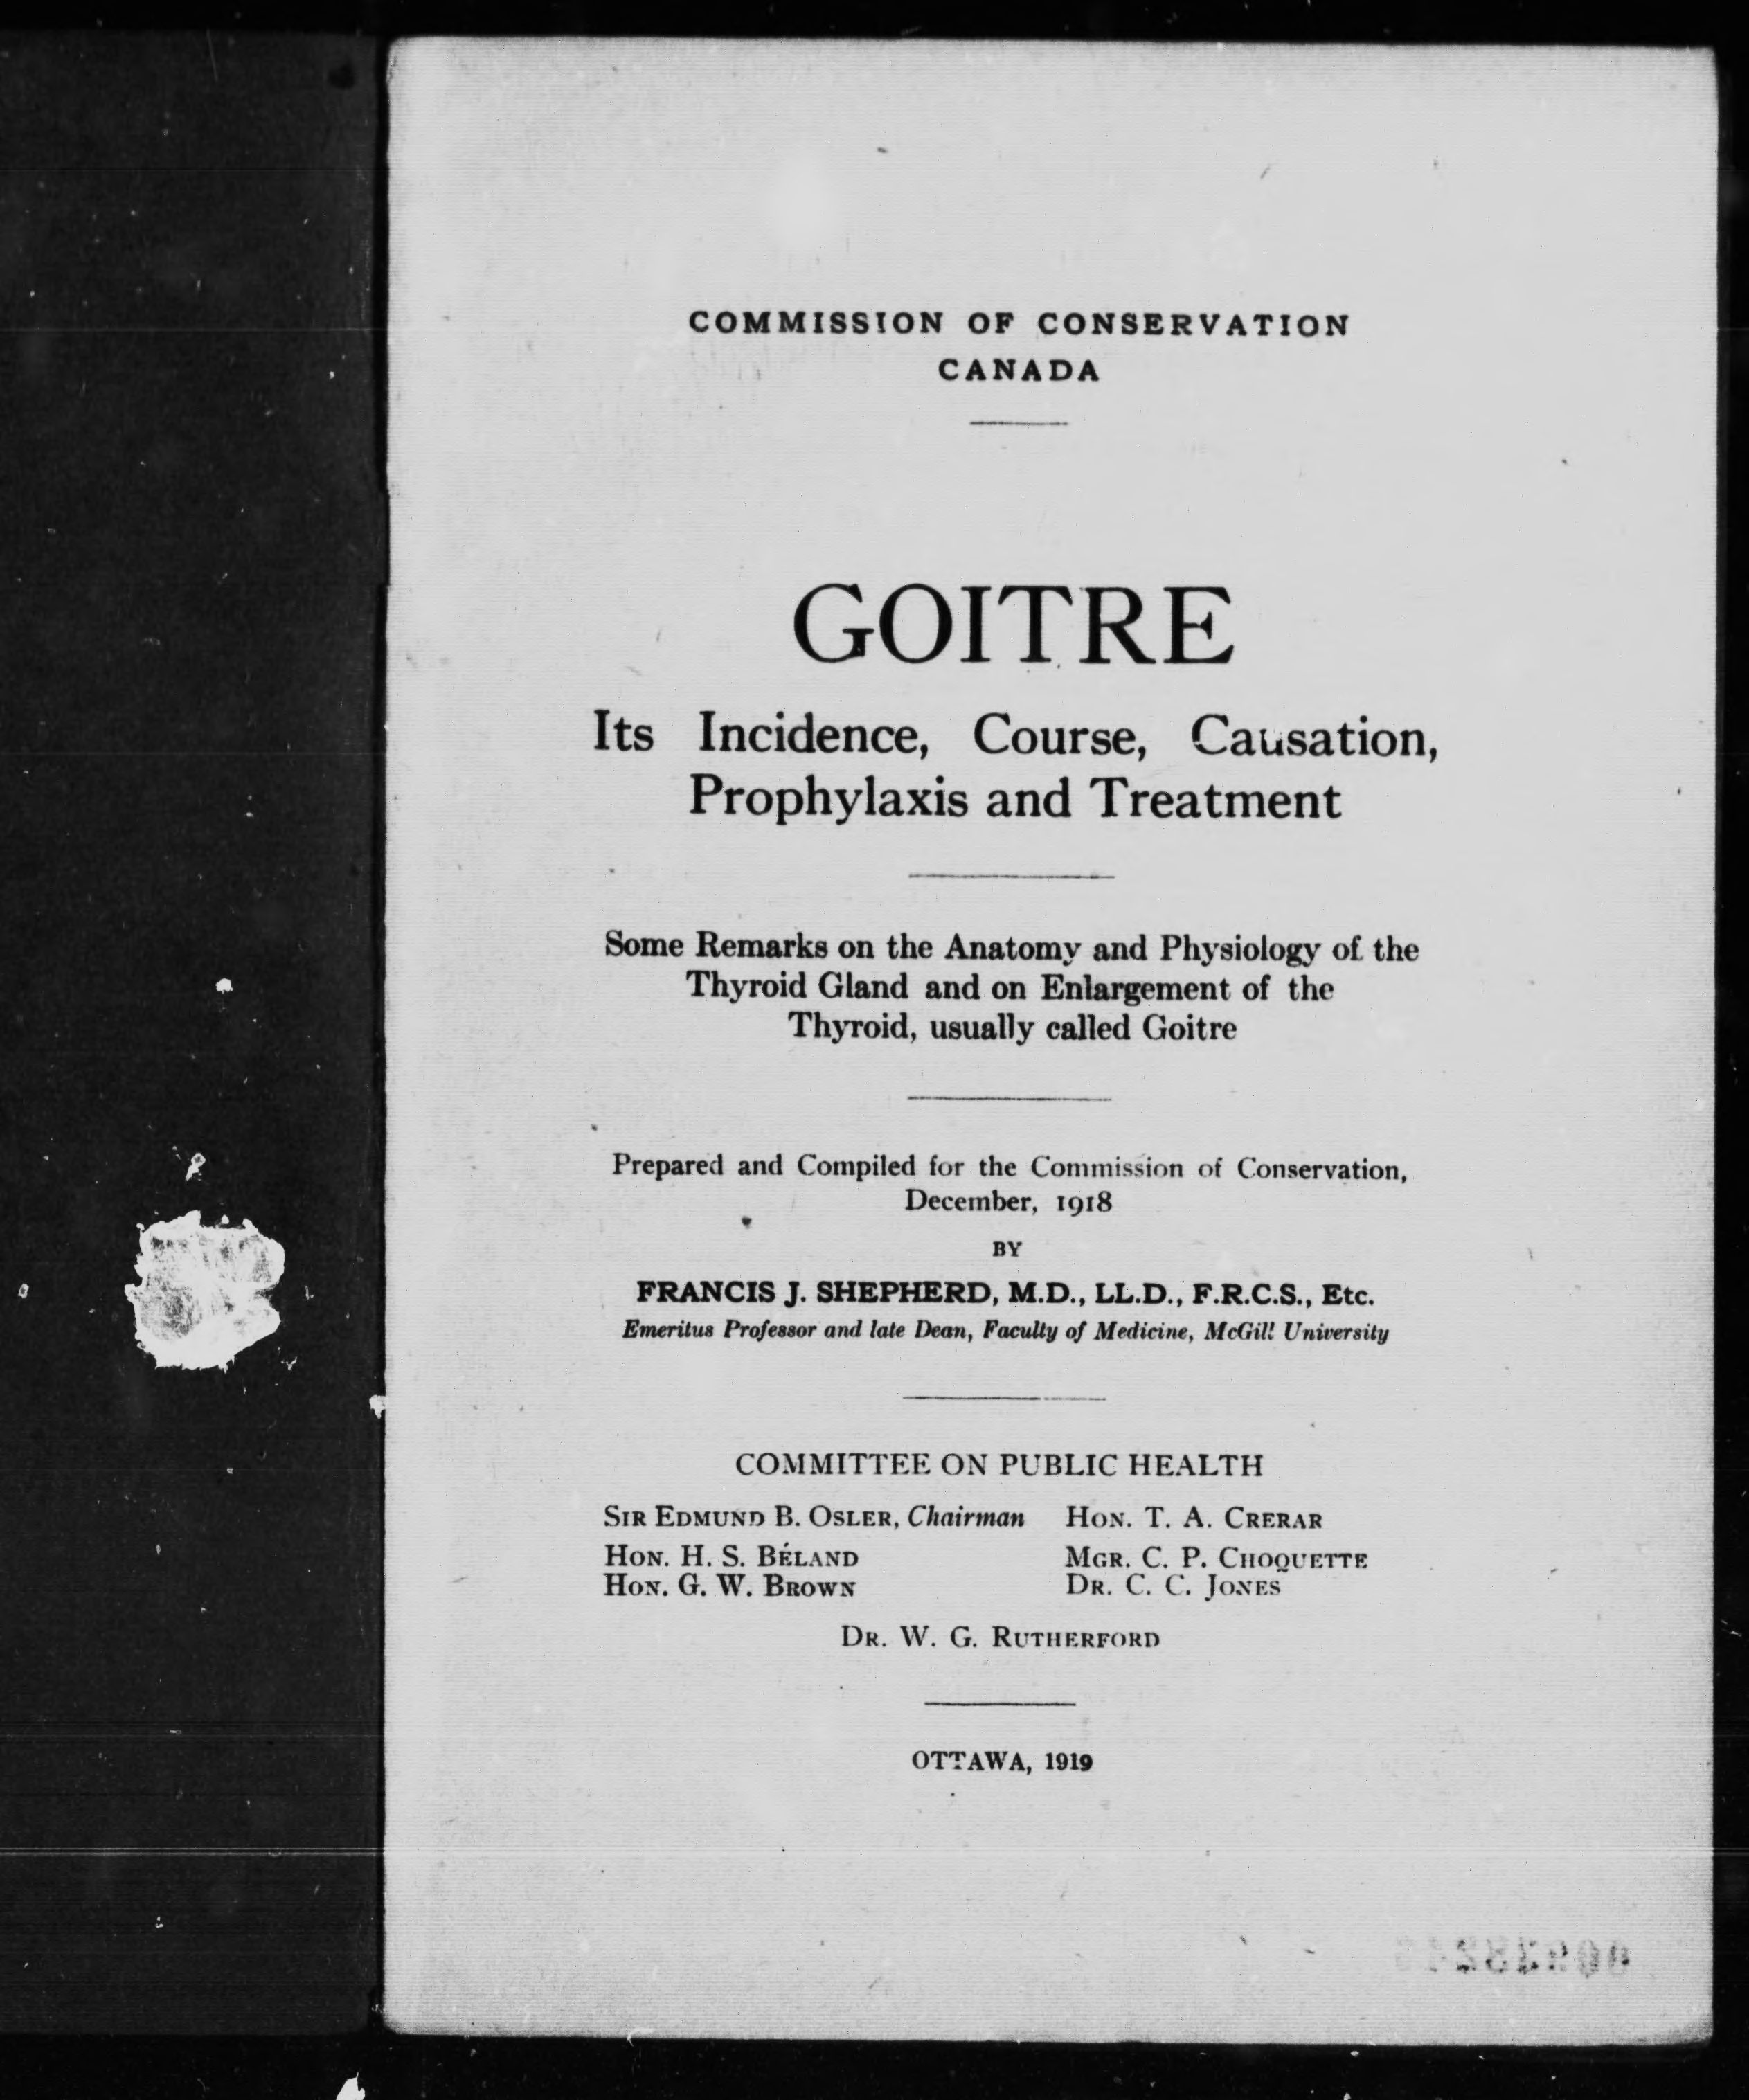 COMMISSION OF CONSERVATION
CANADA
GOITRE
Its Incidence, Course, Causation,
Prophylaxis and Treatment
Some Remarks on the Anatomy and Physiology of the
Thyroid Gland and on Enlargement of the
Thyroid, usually called Goitre
Prepared and Compiled for the Commission of Conservation,
December, 1918
BY
FRANCIS J. SHEPHERD, M.D., LL.D., F.R.C.S., Etc.
Emeritus Professor and late Dean, Faculty of Medicine, McGill University
COMMITTEE ON PUBLIC HEALTH
SIR EDMUND B. OSLER, Chairman HON. T. A. CRERAR
HON. H. S. BÉLAND MGR. C. P. CHOQUETTE
HON. G. W. BROWN DR. C. C. JONES
DR. W. G. RUTHERFORD
OTTAWA, 1919